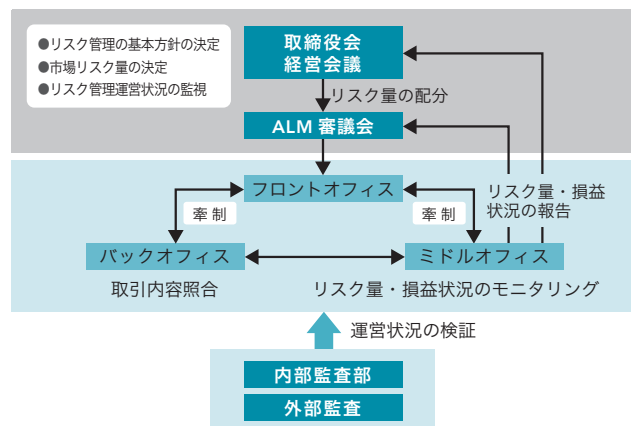 ●リスク管理の基本方針の決定
●市場リスク量の決定
●リスク管理運営状況の監視
取締役会
経営会議
リスク量の配分
ALM 審議会
フロントオフィス
リスク量・損益
状況の報告
牽 制
牽 制
バックオフィス
ミドルオフィス
取引内容照合
リスク量・損益状況のモニタリング
運営状況の検証
内部監査部
外部監査